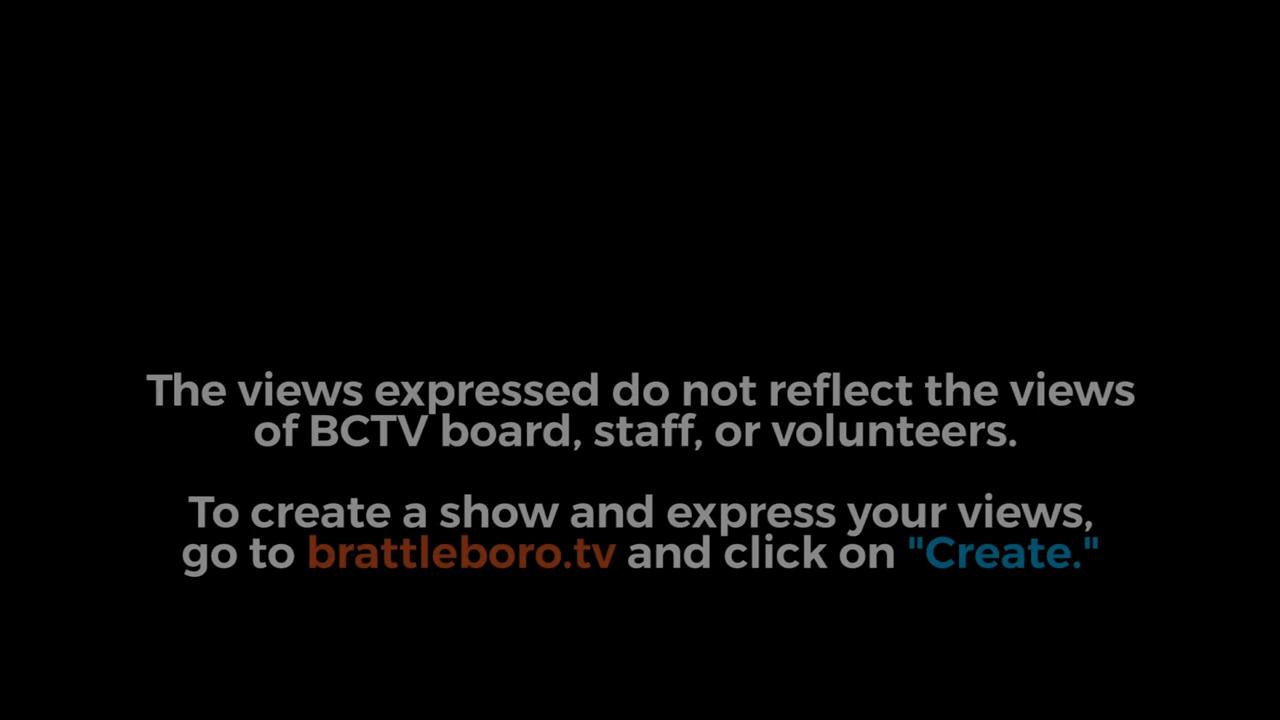 The views expressed do not reflect the views
of BCTV board, staff, or volunteers.
To create a show and express your views,
go to brattleboro.tv and click on "Create."